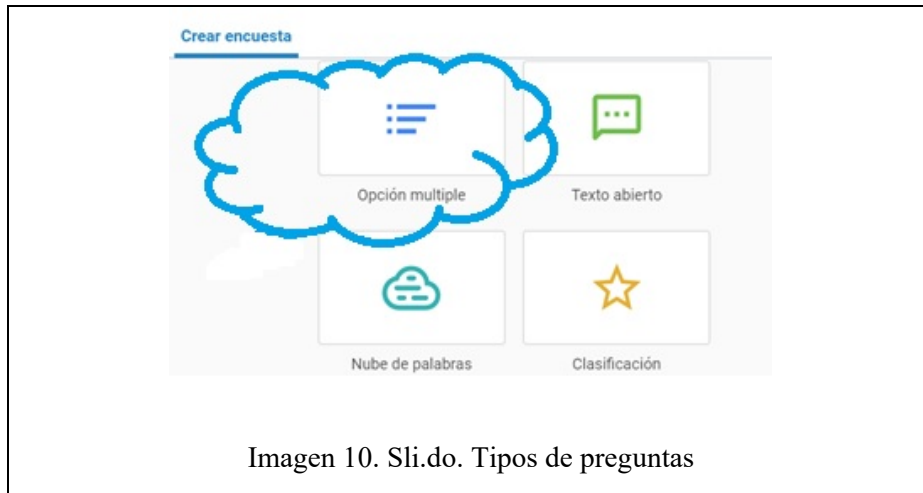 Crear encuesta
Opción multiple
Texto abierto
Nube de palabras
Clasificación
Imagen 10. Sli.do. Tipos de preguntas